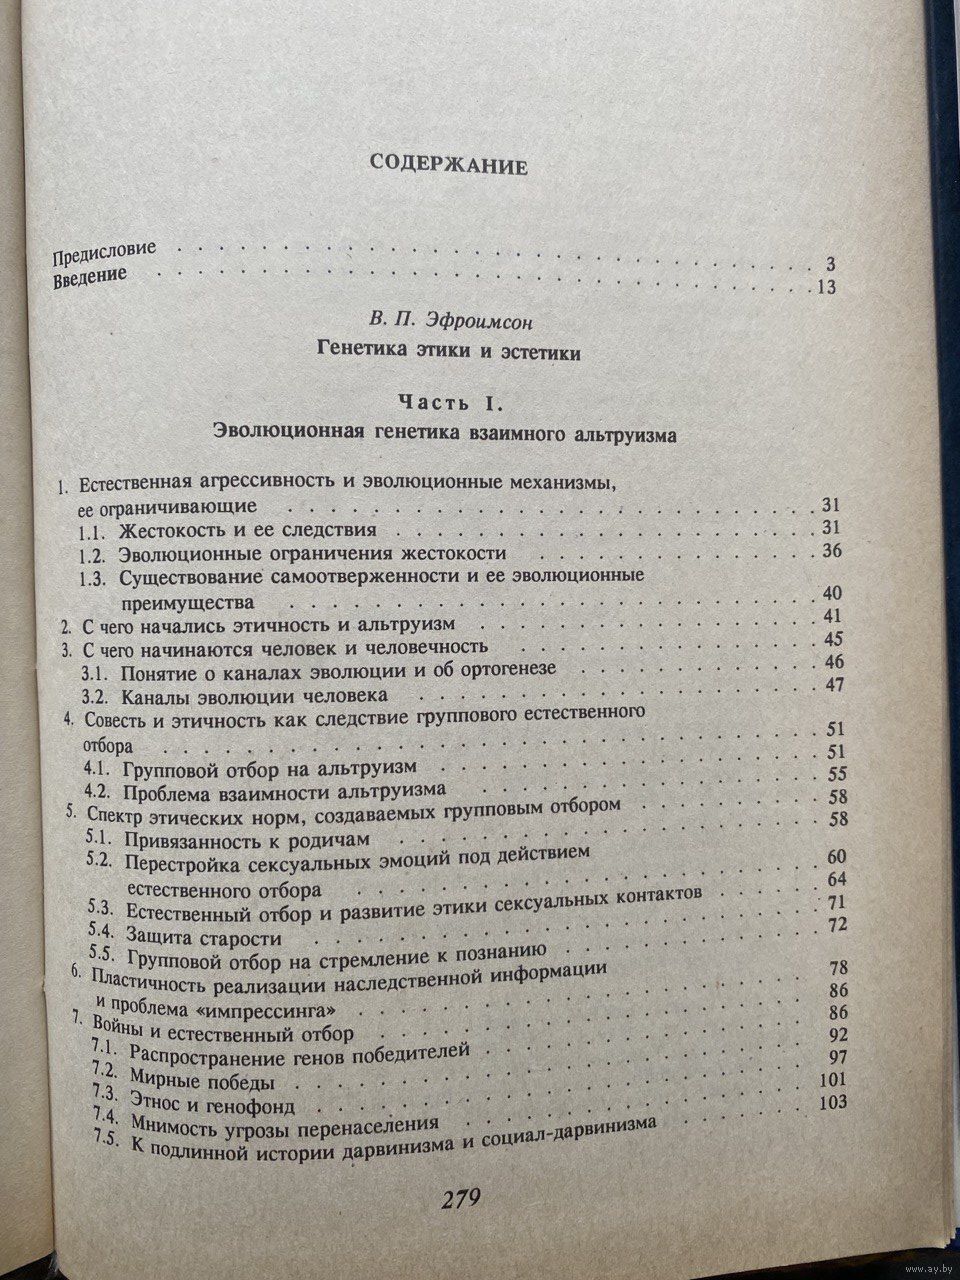 СОДЕРЖАНИЕ
Предисловие . . . . . . . . . . . . . . . . . . . . . . . . . 3
Введение . . . . . . . . . . . . . . . . . . . . . . . . . 13
В. П. Эфроимсон
Генетика этики и эстетики
Часть I.
Эволюционная генетика взаимного альтруизма
1. Естественная агрессивность и эволюционные механизмы,
ее ограничивающие . . . . . . . . . . . . . . . . . . . . 31
1.1. Жестокость и ее следствия . . . . . . . . . . . . . . . . 31
1.2. Эволюционные ограничения жестокости . . . . . . . . . . . 36
1.3. Существование самоотверженности и ее эволюционные
преимущества . . . . . . . . . . . . . . . . . . . . 40
2. С чего начались этичность и альтруизм . . . . . . . . . . . . . 41
3. С чего начинаются человек и человечность . . . . . . . . . . . . 45
3.1. Понятие о каналах эволюции и об ортогенезе . . . . . . . . . 46
3.2. Каналы эволюции человека . . . . . . . . . . . . . . . 47
4. Совесть и этичность как следствие группового естественного
отбора . . . . . . . . . . . . . . . . . . . . . . . . 51
4.1. Групповой отбор на альтруизм . . . . . . . . . . . . . . 51
4.2. Проблема взаимности альтруизма . . . . . . . . . . . . . 55
5. Спектр этических норм, создаваемых групповым отбором . . . . . . . 58
5.1. Привязанность к родичам . . . . . . . . . . . . . . . . 58
5.2. Перестройка сексуальных эмоций под действием
естественного отбора . . . . . . . . . . . . . . . . . 60
5.3. Естественный отбор и развитие этики сексуальных контактов . . . . . 64
5.4. Защита старости . . . . . . . . . . . . . . . . . . . 71
5.5. Групповой отбор на стремление к познанию . . . . . . . . . . 72
6. Пластичность реализации наследственной информации
и проблема «импрессинга» . . . . . . . . . . . . . . . . . 78
7. Войны и естественный отбор . . . . . . . . . . . . . . . . . 86
7.1. Распространение генов победителей . . . . . . . . . . . . 86
7.2. Мирные победы . . . . . . . . . . . . . . . . . . . . 92
7.3. Этнос и генофонд . . . . . . . . . . . . . . . . . . . 97
7.4. Мнимость угрозы перенаселения . . . . . . . . . . . . . . 101
7.5. К подлинной истории дарвинизма и социал-дарвинизма . . . . . 103
279
www.ay.by